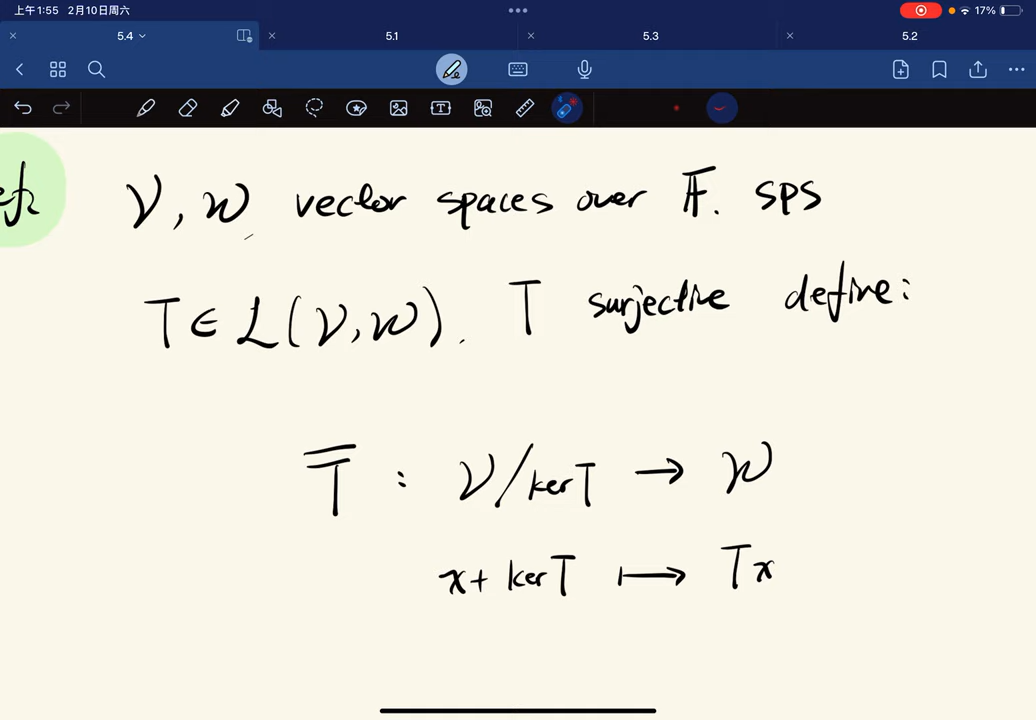 上午1:55 2月10日周六
17%
5.4
5.1
5.3
5.2
V, W vector spaces over 𝔽. sps
T ∈ ℒ(V, W). T surjective define:
T̅ : V/kerT → W
x + kerT ⟼ Tx